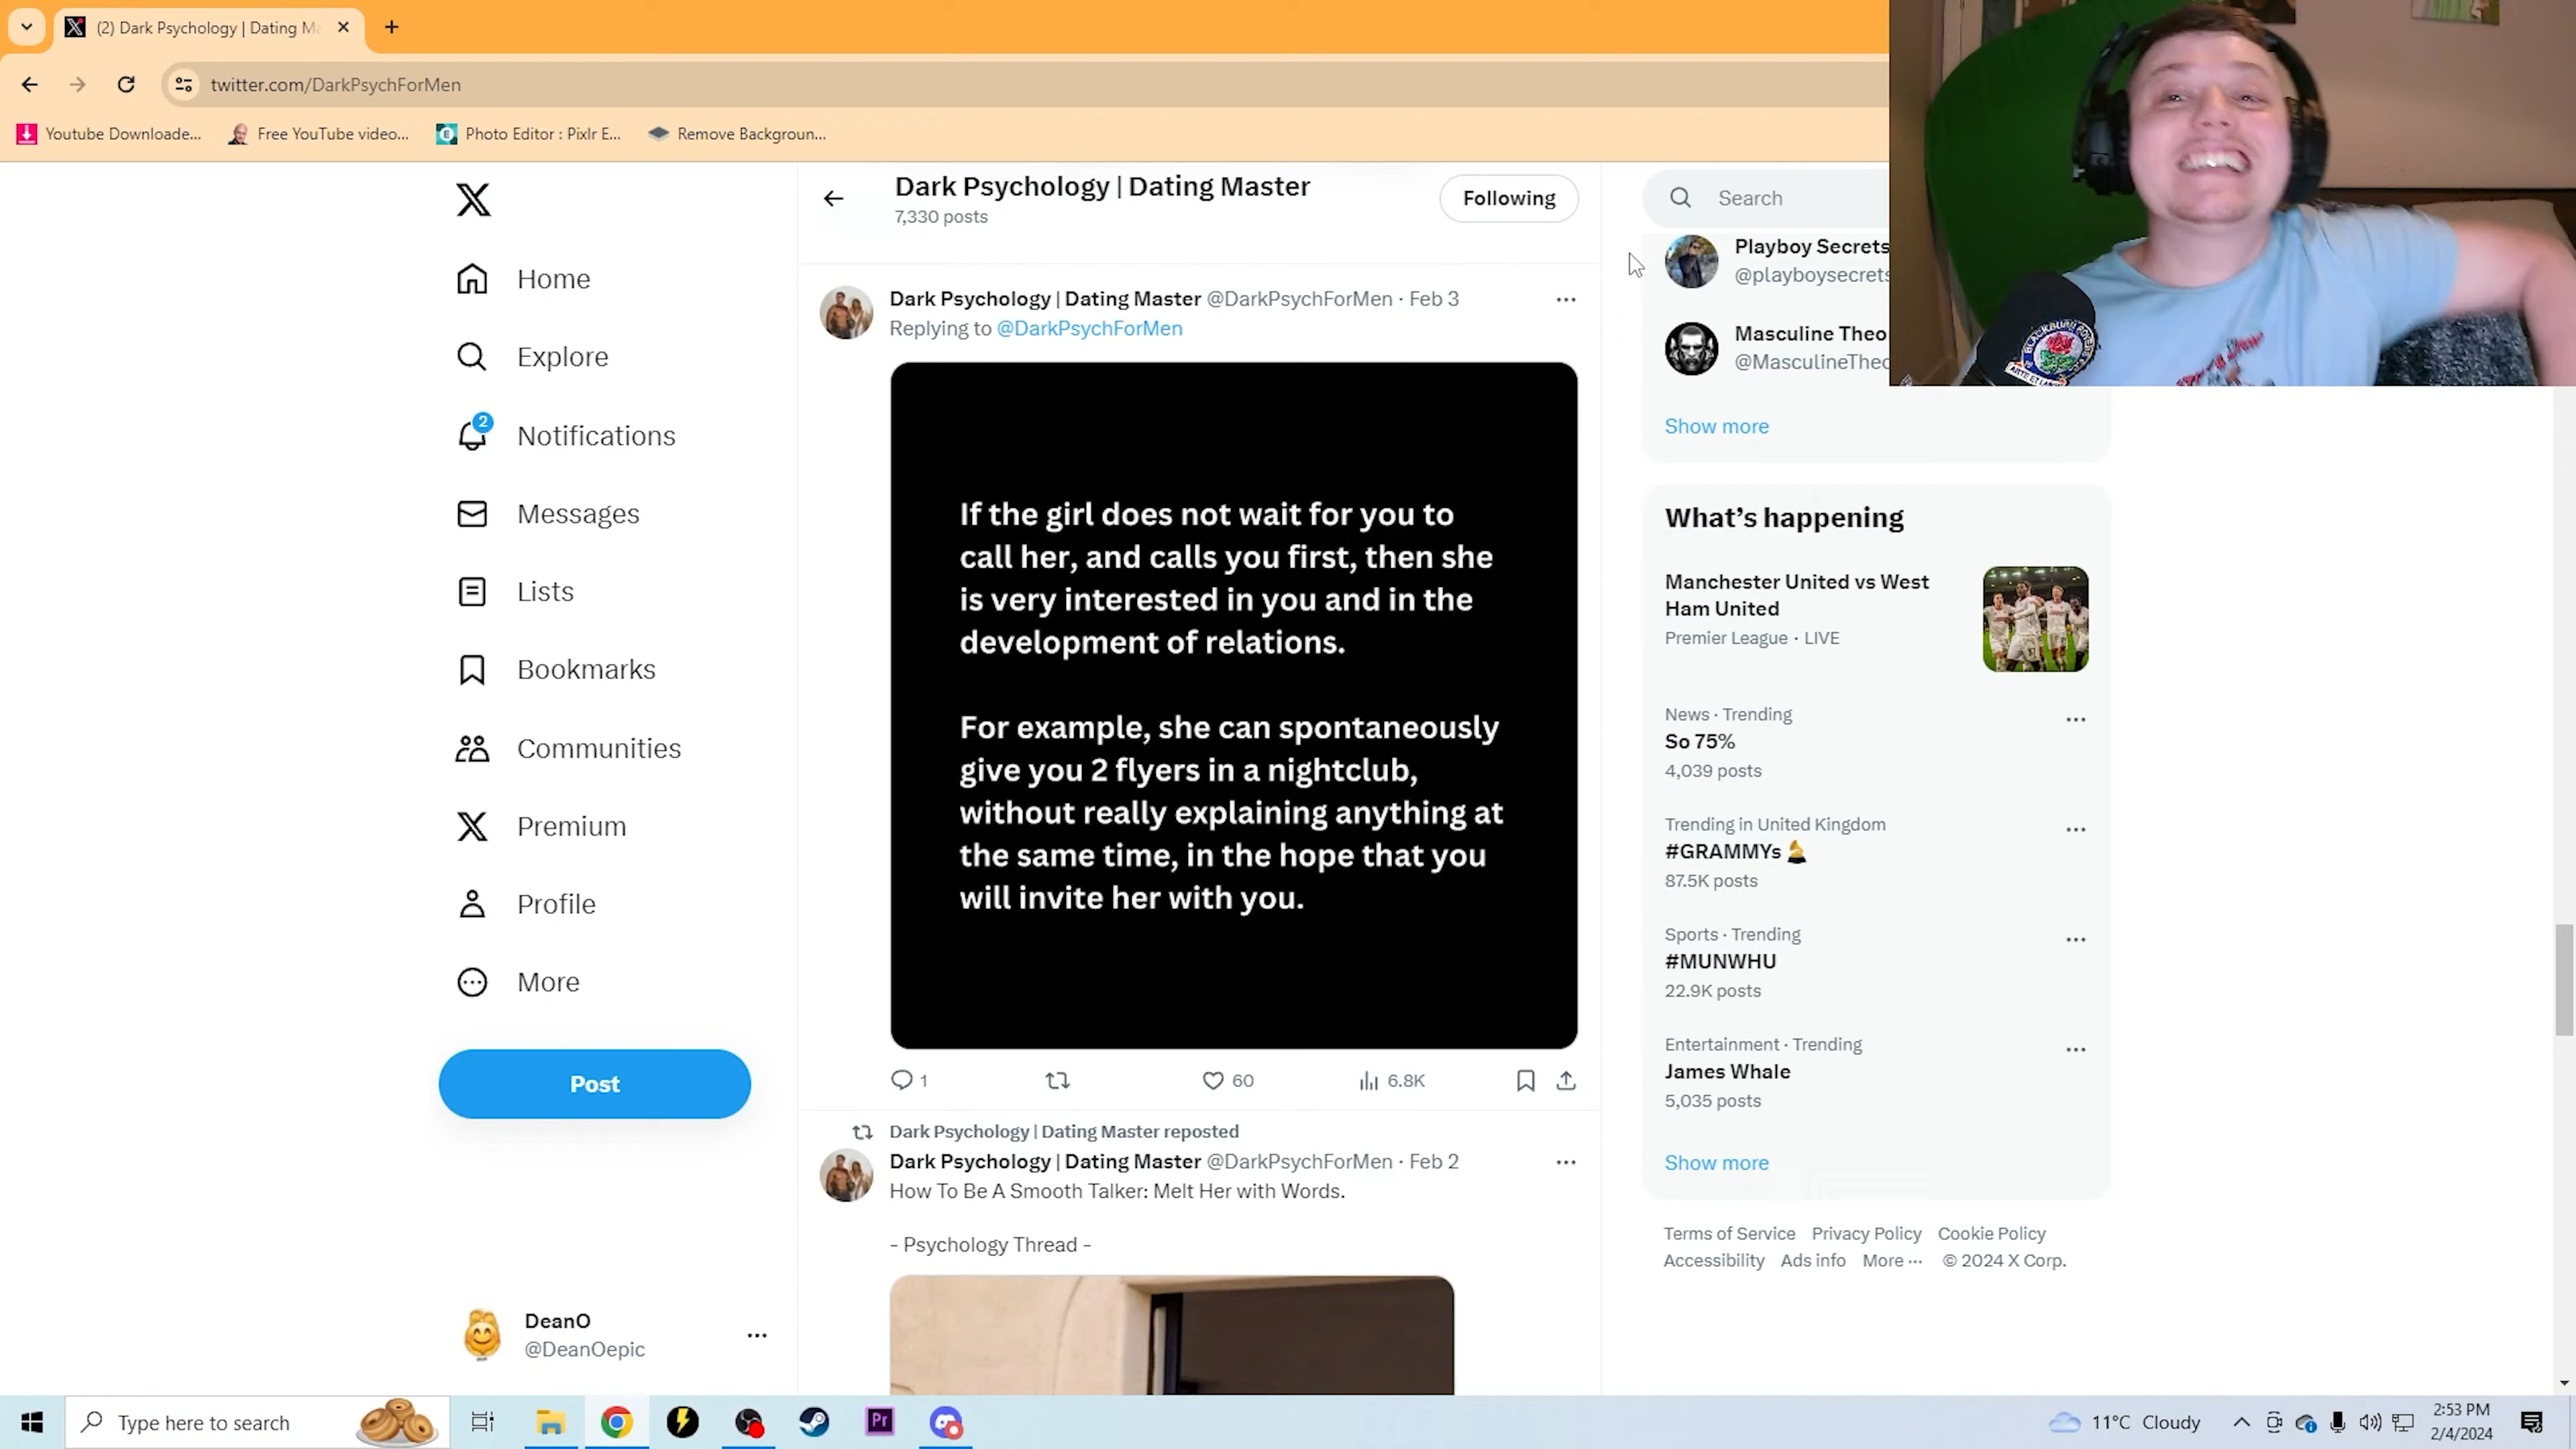 (2) Dark Psychology | Dating Ma
twitter.com/DarkPsychForMen
Youtube Downloade...
Free YouTube video...
Photo Editor : Pixlr E...
Remove Backgroun...
Home
Explore
2
Notifications
Messages
Lists
Bookmarks
Communities
Premium
Profile
More
Post
DeanO
@DeanOepic
Dark Psychology | Dating Master
7,330 posts
Following
Dark Psychology | Dating Master @DarkPsychForMen · Feb 3
Replying to @DarkPsychForMen
If the girl does not wait for you to
call her, and calls you first, then she
is very interested in you and in the
development of relations.
For example, she can spontaneously
give you 2 flyers in a nightclub,
without really explaining anything at
the same time, in the hope that you
will invite her with you.
1
60
6.8K
Dark Psychology | Dating Master reposted
Dark Psychology | Dating Master @DarkPsychForMen · Feb 2
How To Be A Smooth Talker: Melt Her with Words.
- Psychology Thread -
Search
Playboy Secrets
@playboysecrets
Masculine Theo
@MasculineTheo
Show more
What's happening
Manchester United vs West
Ham United
Premier League · LIVE
News · Trending
So 75%
4,039 posts
Trending in United Kingdom
#GRAMMYs
87.5K posts
Sports · Trending
#MUNWHU
22.9K posts
Entertainment · Trending
James Whale
5,035 posts
Show more
Terms of Service Privacy Policy Cookie Policy
Accessibility Ads info More ··· © 2024 X Corp.
Type here to search
Pr
11°C Cloudy
2:53 PM
2/4/2024